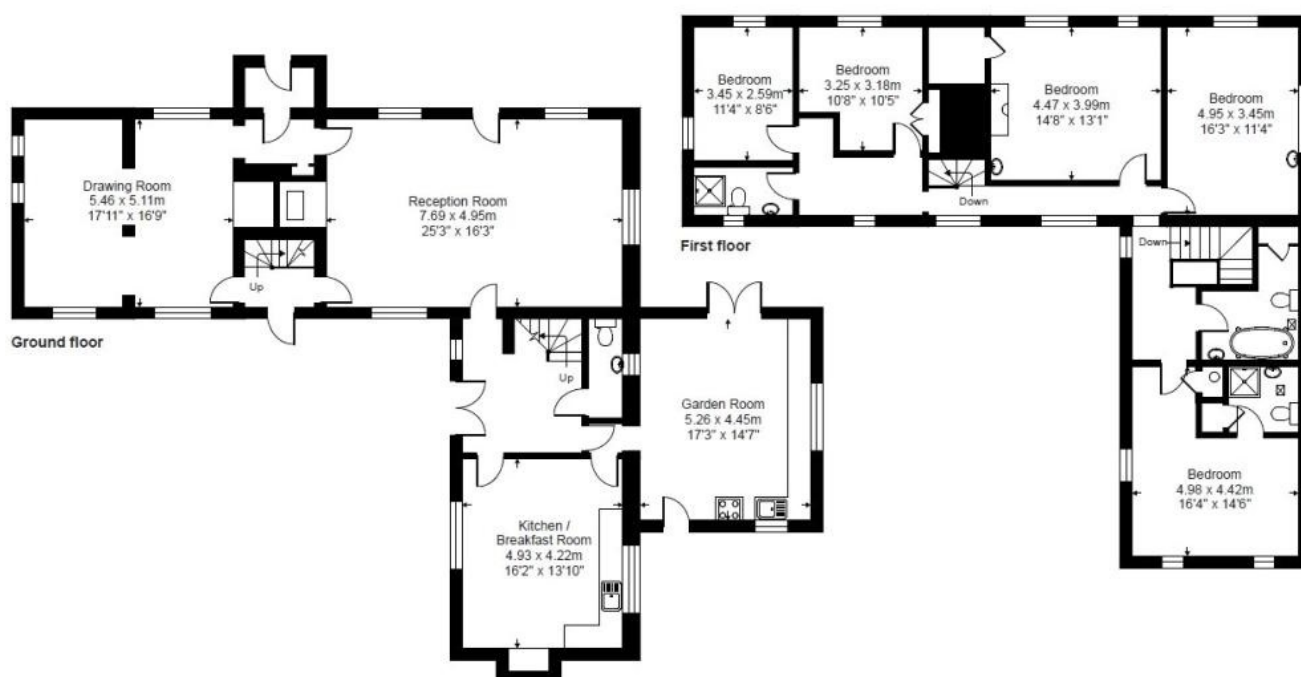 Drawing Room
5.46 x 5.11m
17'11" x 16'9"
Reception Room
7.69 x 4.95m
25'3" x 16'3"
Up
Ground floor
Up
Garden Room
5.26 x 4.45m
17'3" x 14'7"
Kitchen /
Breakfast Room
4.93 x 4.22m
16'2" x 13'10"
Bedroom
3.45 x 2.59m
11'4" x 8'6"
Bedroom
3.25 x 3.18m
10'8" x 10'5"
Bedroom
4.47 x 3.99m
14'8" x 13'1"
Bedroom
4.95 x 3.45m
16'3" x 11'4"
Down
First floor
Down
Bedroom
4.98 x 4.42m
16'4" x 14'6"